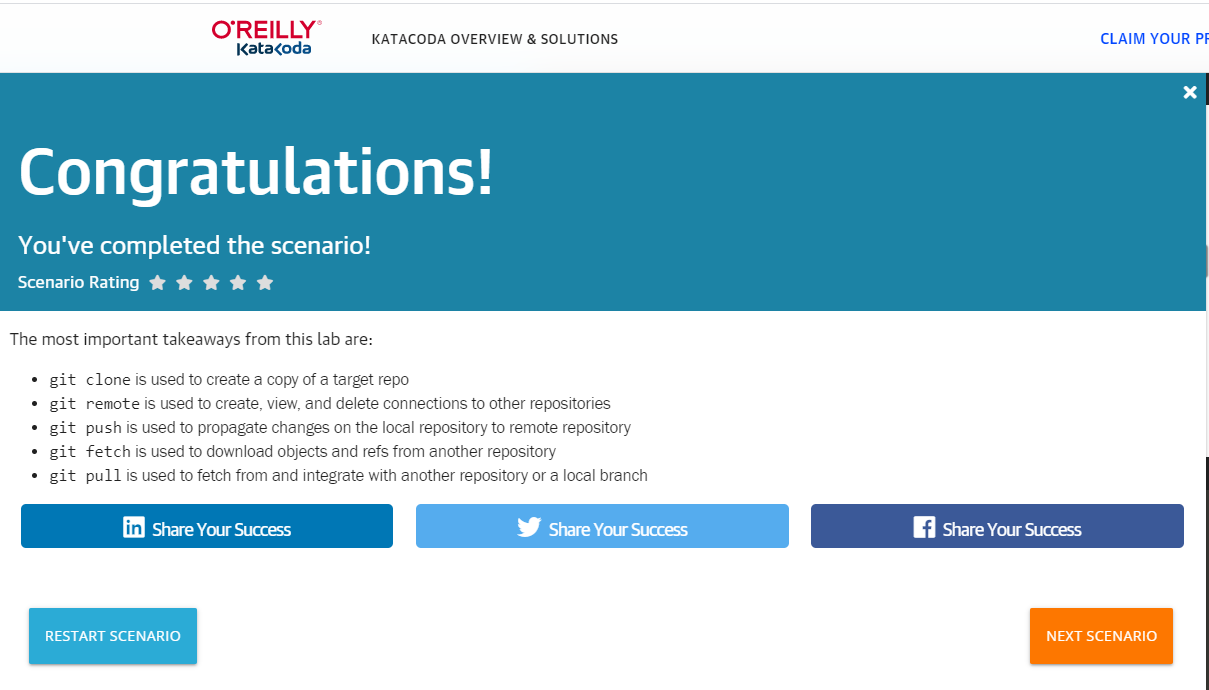 O'REILLY®
Katacoda
KATACODA OVERVIEW & SOLUTIONS
CLAIM YOUR PR
Congratulations!
You've completed the scenario!
Scenario Rating
The most important takeaways from this lab are:
• git clone is used to create a copy of a target repo
• git remote is used to create, view, and delete connections to other repositories
• git push is used to propagate changes on the local repository to remote repository
• git fetch is used to download objects and refs from another repository
• git pull is used to fetch from and integrate with another repository or a local branch
in Share Your Success
Share Your Success
f Share Your Success
RESTART SCENARIO
NEXT SCENARIO